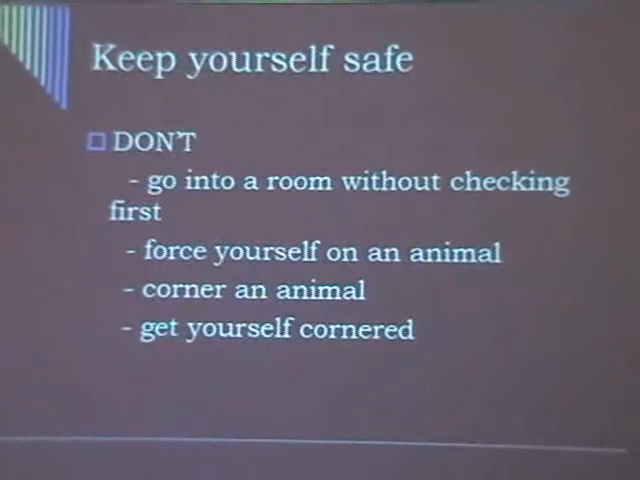 Keep yourself safe
DON'T
- go into a room without checking
first
- force yourself on an animal
- corner an animal
- get yourself cornered